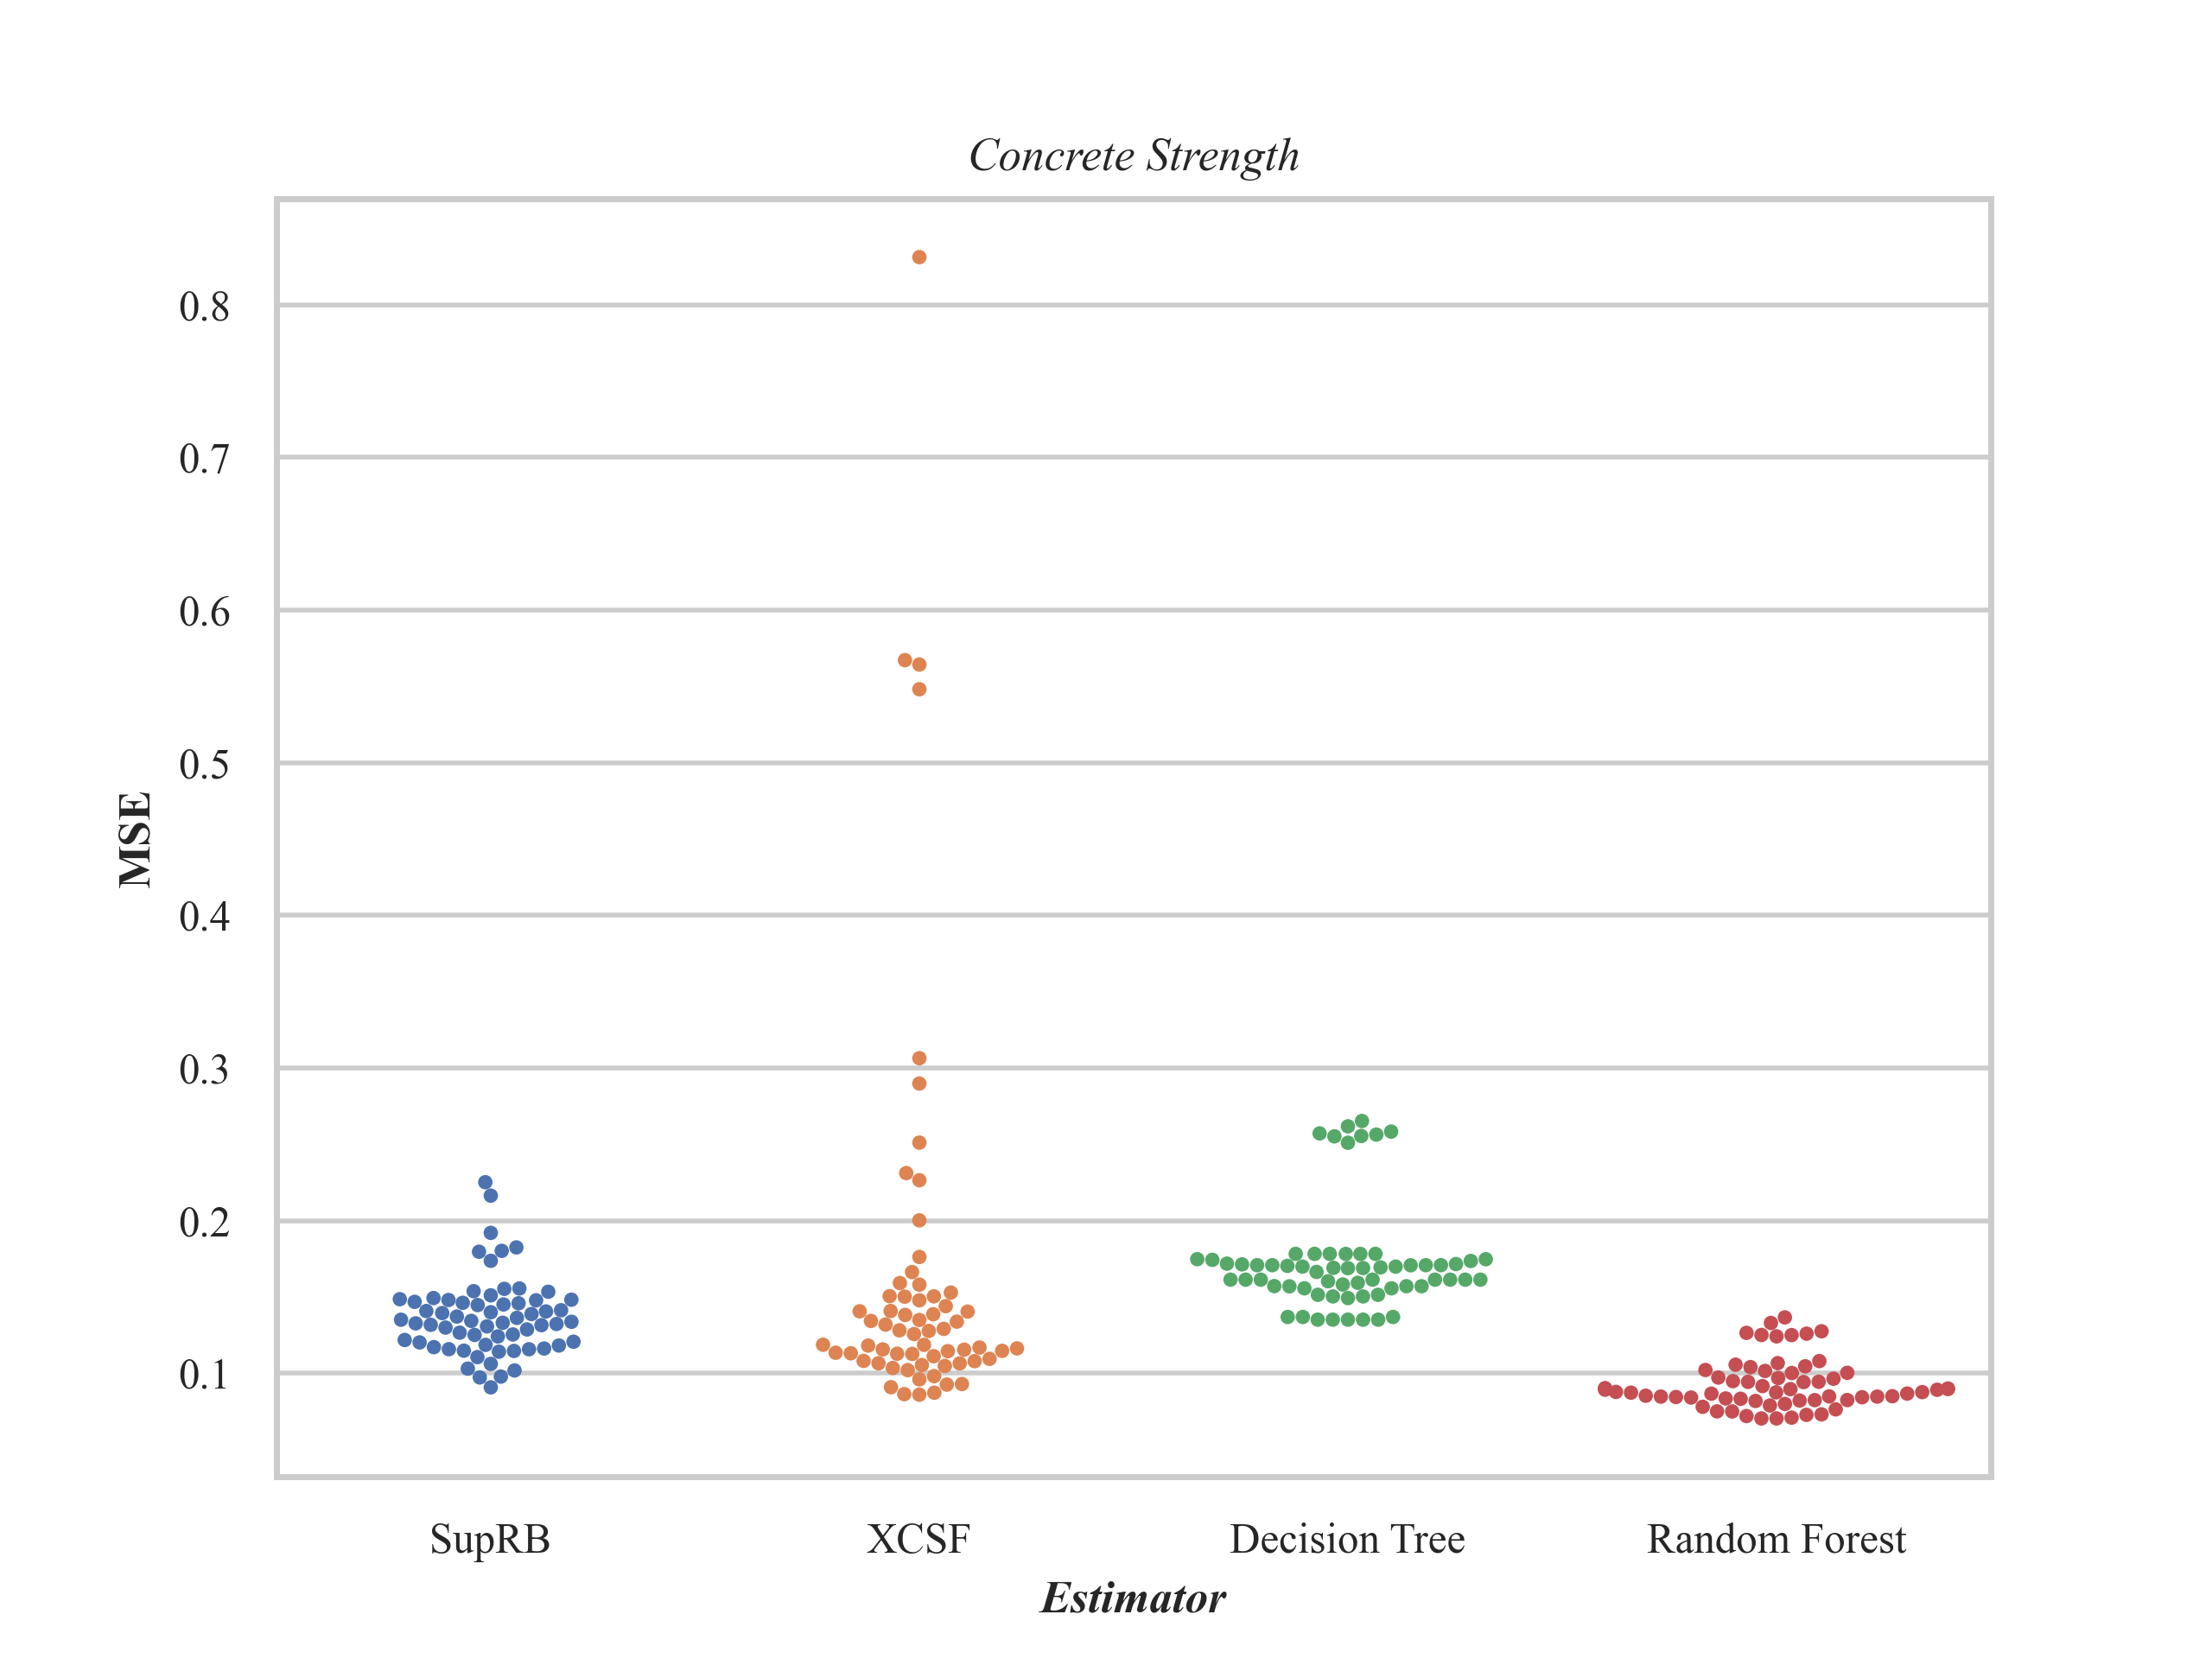 Concrete Strength
0.8
0.7
0.6
0.5
0.4
0.3
0.2
0.1
MSE
SupRB XCSF Decision Tree Random Forest
Estimator